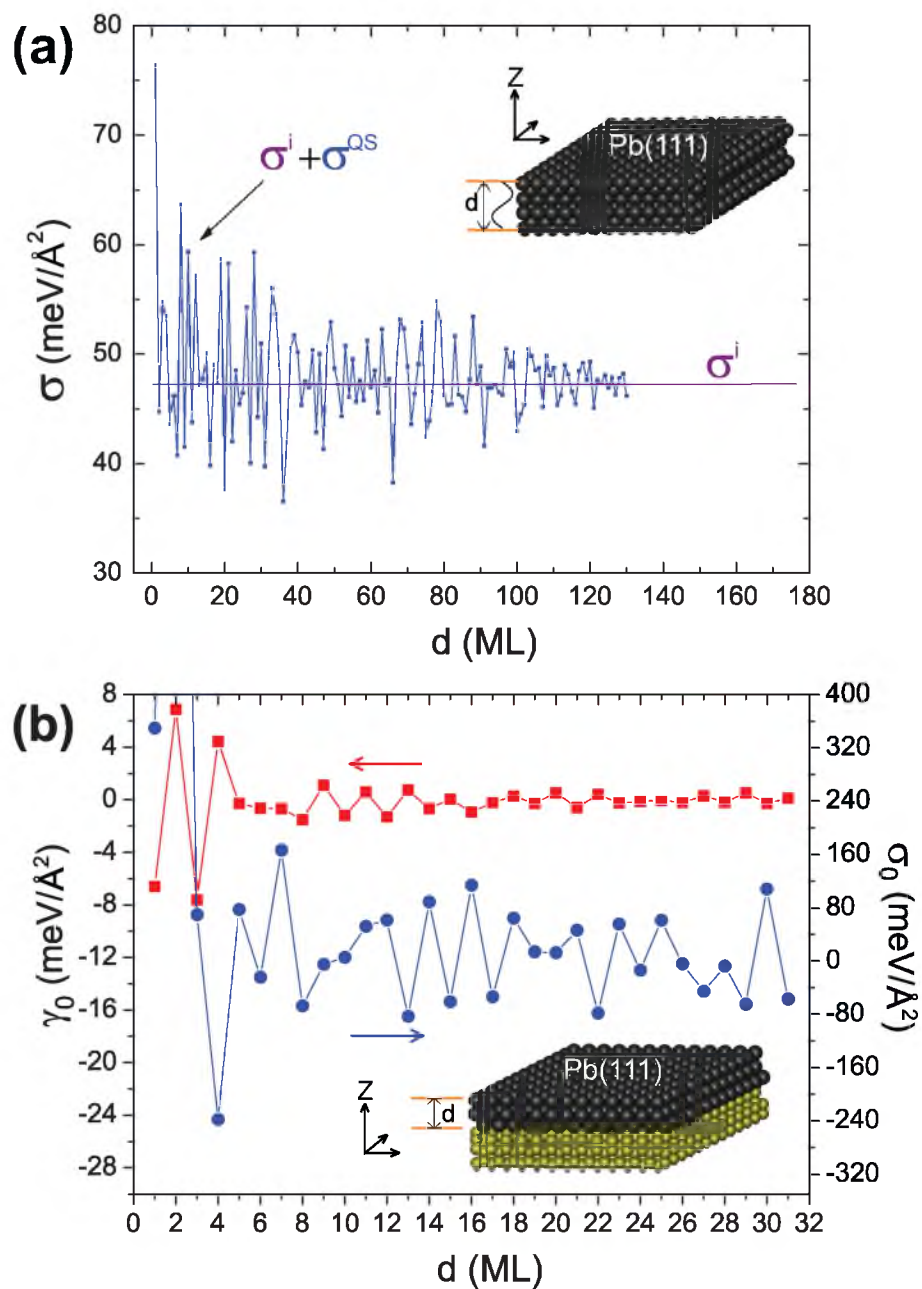 (a)
80
70
60
50
40
30
σ (meV/Å²)
σⁱ+σ^QS
Z
Pb(111)
d
σⁱ
0 20 40 60 80 100 120 140 160 180
d (ML)
(b)
8
4
0
-4
-8
-12
-16
-20
-24
-28
γ₀ (meV/Å²)
400
320
240
160
80
0
-80
-160
-240
-320
σ₀ (meV/Å²)
Z
Pb(111)
d
0 2 4 6 8 10 12 14 16 18 20 22 24 26 28 30 32
d (ML)